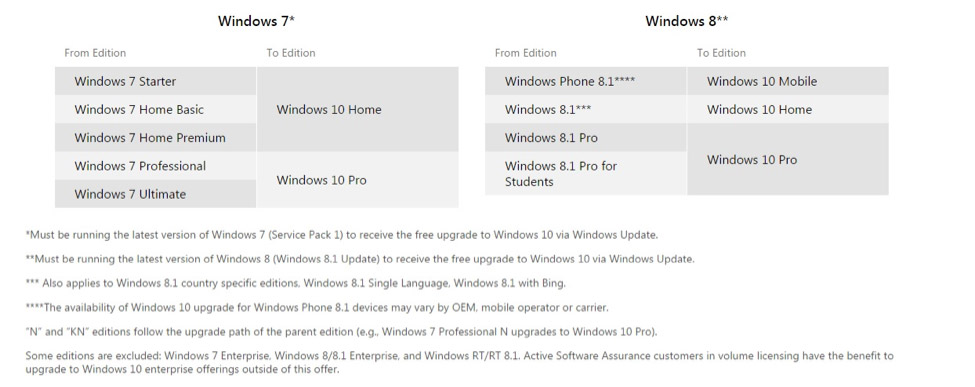 Windows 7*
From Edition To Edition
Windows 7 Starter
Windows 7 Home Basic
Windows 7 Home Premium
Windows 10 Home
Windows 7 Professional
Windows 7 Ultimate
Windows 10 Pro
Windows 8**
From Edition To Edition
Windows Phone 8.1**** Windows 10 Mobile
Windows 8.1*** Windows 10 Home
Windows 8.1 Pro
Windows 8.1 Pro for
Students
Windows 10 Pro
*Must be running the latest version of Windows 7 (Service Pack 1) to receive the free upgrade to Windows 10 via Windows Update.
**Must be running the latest version of Windows 8 (Windows 8.1 Update) to receive the free upgrade to Windows 10 via Windows Update.
*** Also applies to Windows 8.1 country specific editions, Windows 8.1 Single Language, Windows 8.1 with Bing.
****The availability of Windows 10 upgrade for Windows Phone 8.1 devices may vary by OEM, mobile operator or carrier.
"N" and "KN" editions follow the upgrade path of the parent edition (e.g., Windows 7 Professional N upgrades to Windows 10 Pro).
Some editions are excluded: Windows 7 Enterprise, Windows 8/8.1 Enterprise, and Windows RT/RT 8.1. Active Software Assurance customers in volume licensing have the benefit to
upgrade to Windows 10 enterprise offerings outside of this offer.